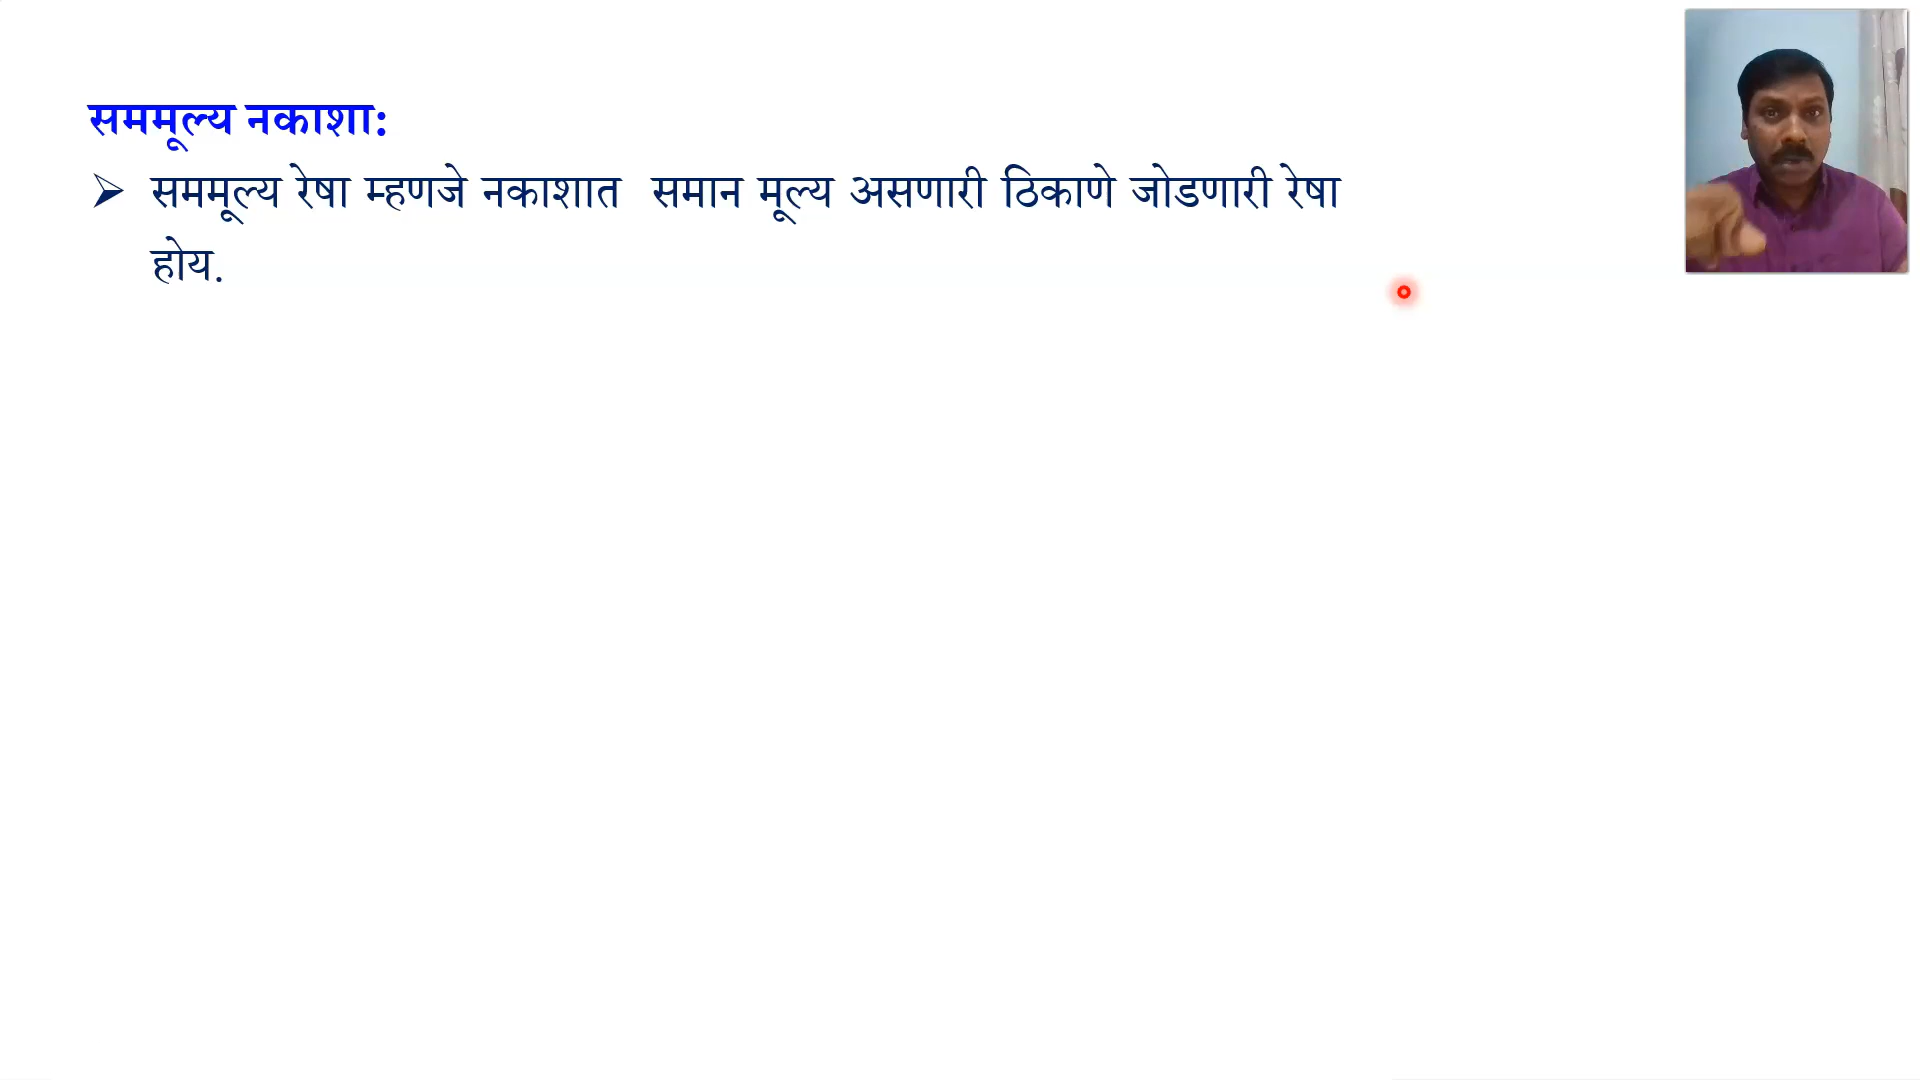 सममूल्य नकाशा:
➢ सममूल्य रेषा म्हणजे नकाशात समान मूल्य असणारी ठिकाणे जोडणारी रेषा
होय.